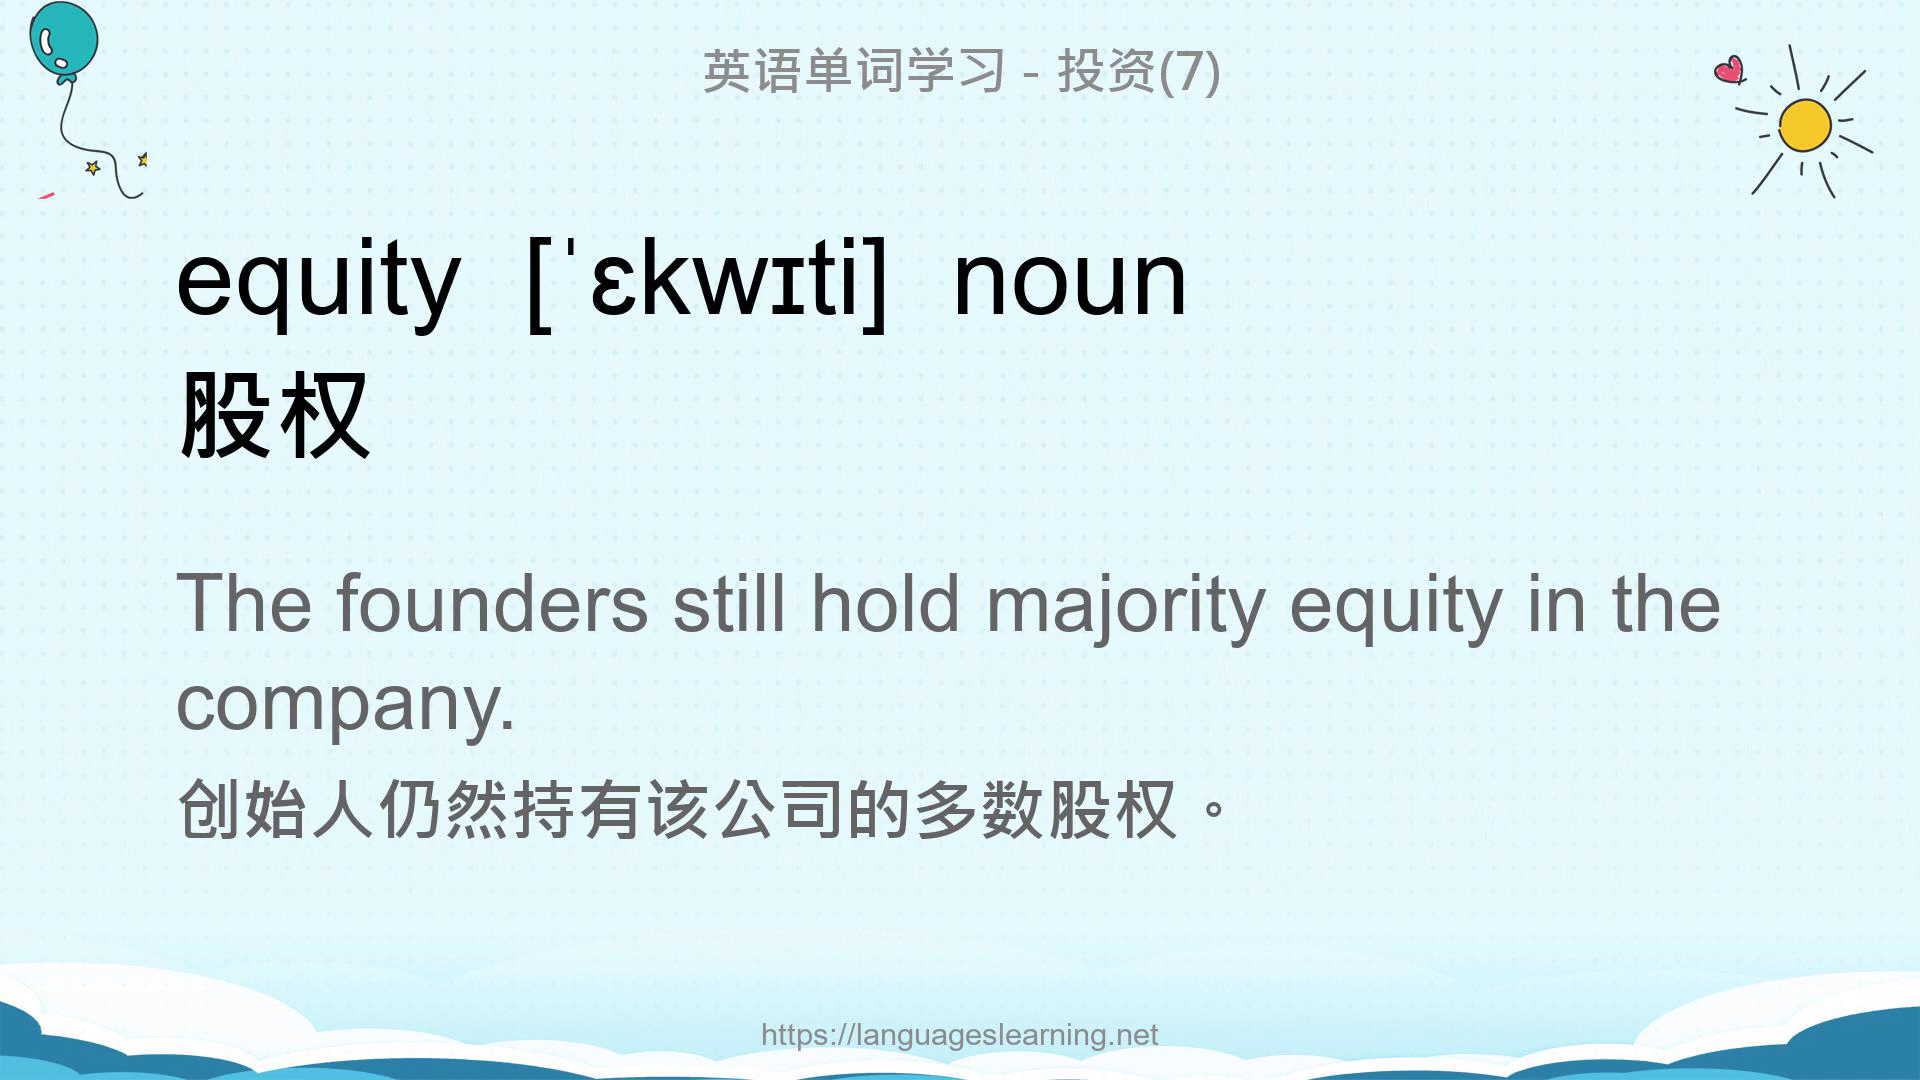 英语单词学习 - 投资(7)
equity [ˈɛkwɪti] noun
股权
The founders still hold majority equity in the
company.
创始人仍然持有该公司的多数股权。
https://languageslearning.net